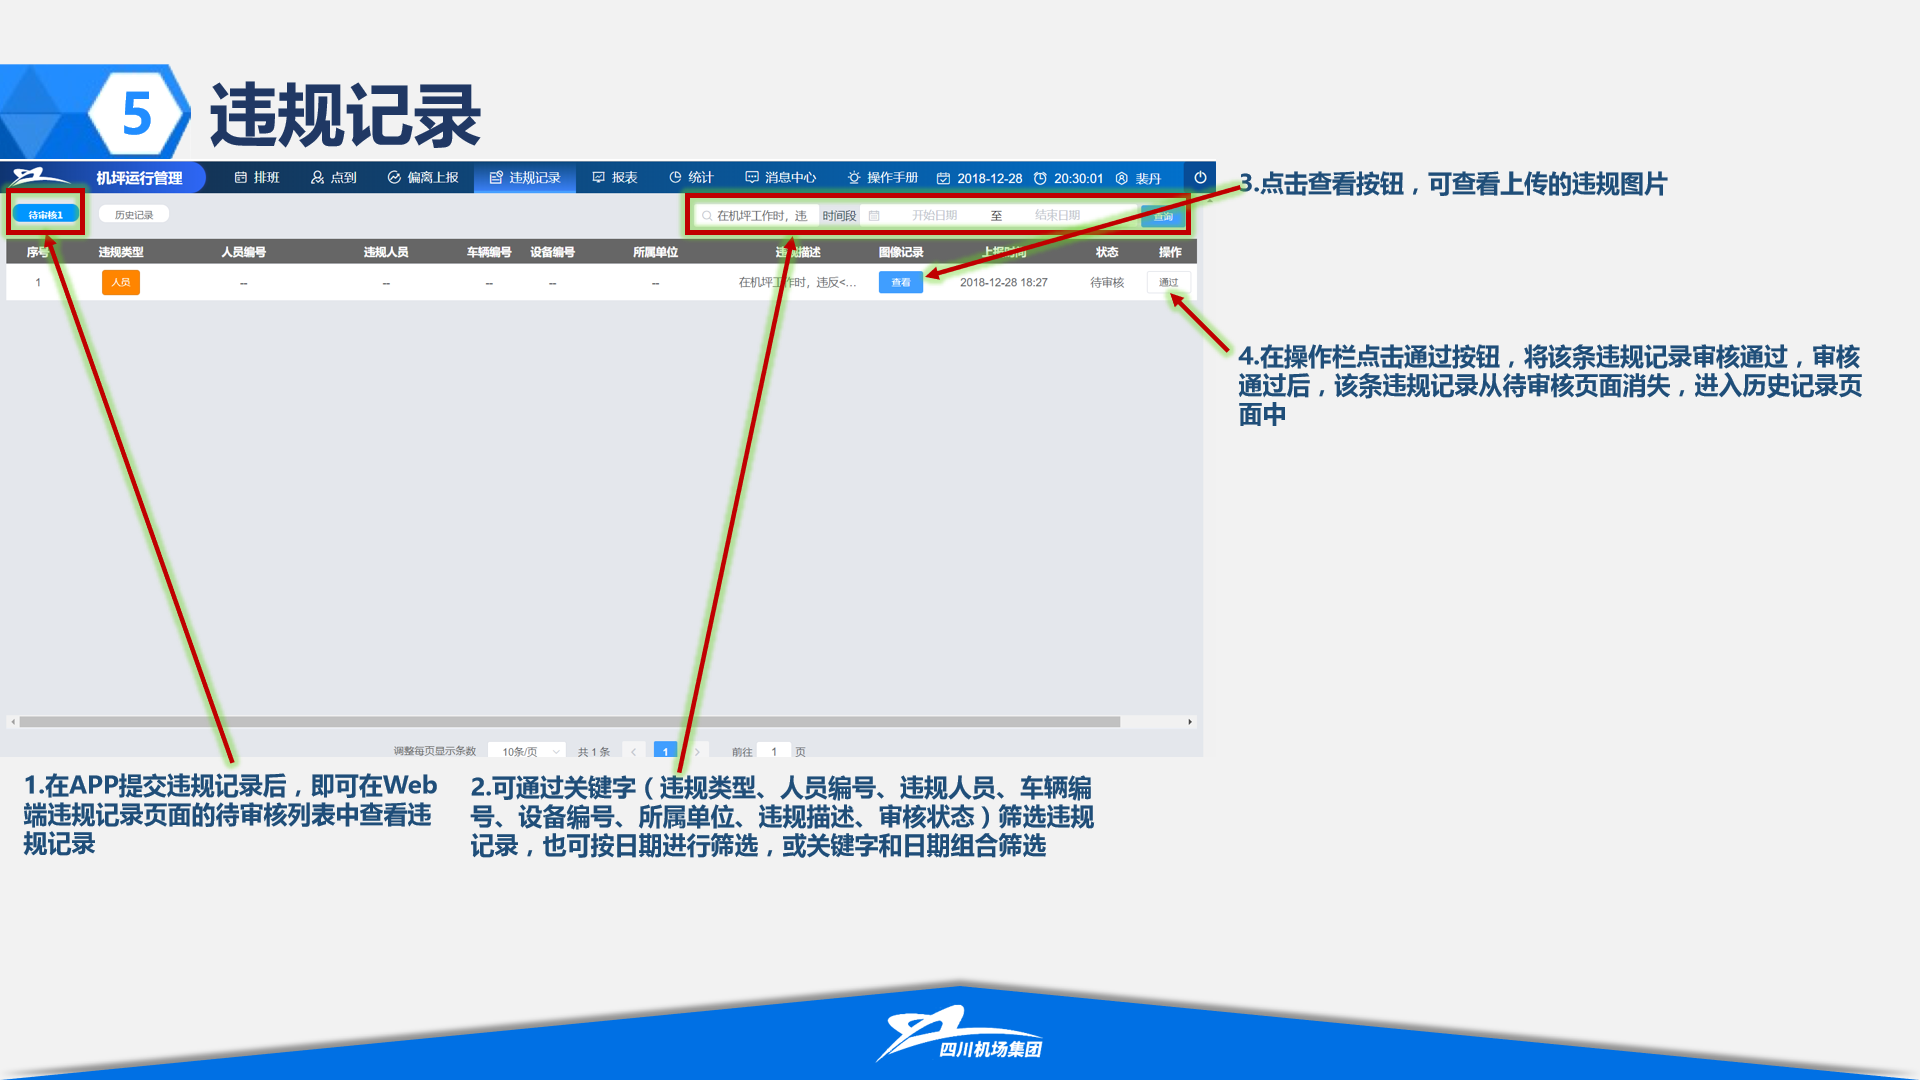 5
违规记录
机坪运行管理 排班 点到 偏离上报 违规记录 报表 统计 消息中心 操作手册 2018-12-28 20:30:01 裴丹
待审核1 历史记录 在机坪工作时，违 时间段 开始日期 至 结束日期 查询
序号 违规类型 人员编号 违规人员 车辆编号 设备编号 所属单位 违规描述 图像记录 上报时间 状态 操作
1 人员 -- -- -- -- -- 在机坪工作时，违反<... 查看 2018-12-28 18:27 待审核 通过
3.点击查看按钮，可查看上传的违规图片
4.在操作栏点击通过按钮，将该条违规记录审核通过，审核
通过后，该条违规记录从待审核页面消失，进入历史记录页
面中
调整每页显示条数 10条/页 共 1 条 1 前往 1 页
1.在APP提交违规记录后，即可在Web
端违规记录页面的待审核列表中查看违
规记录
2.可通过关键字（违规类型、人员编号、违规人员、车辆编
号、设备编号、所属单位、违规描述、审核状态）筛选违规
记录，也可按日期进行筛选，或关键字和日期组合筛选
四川机场集团